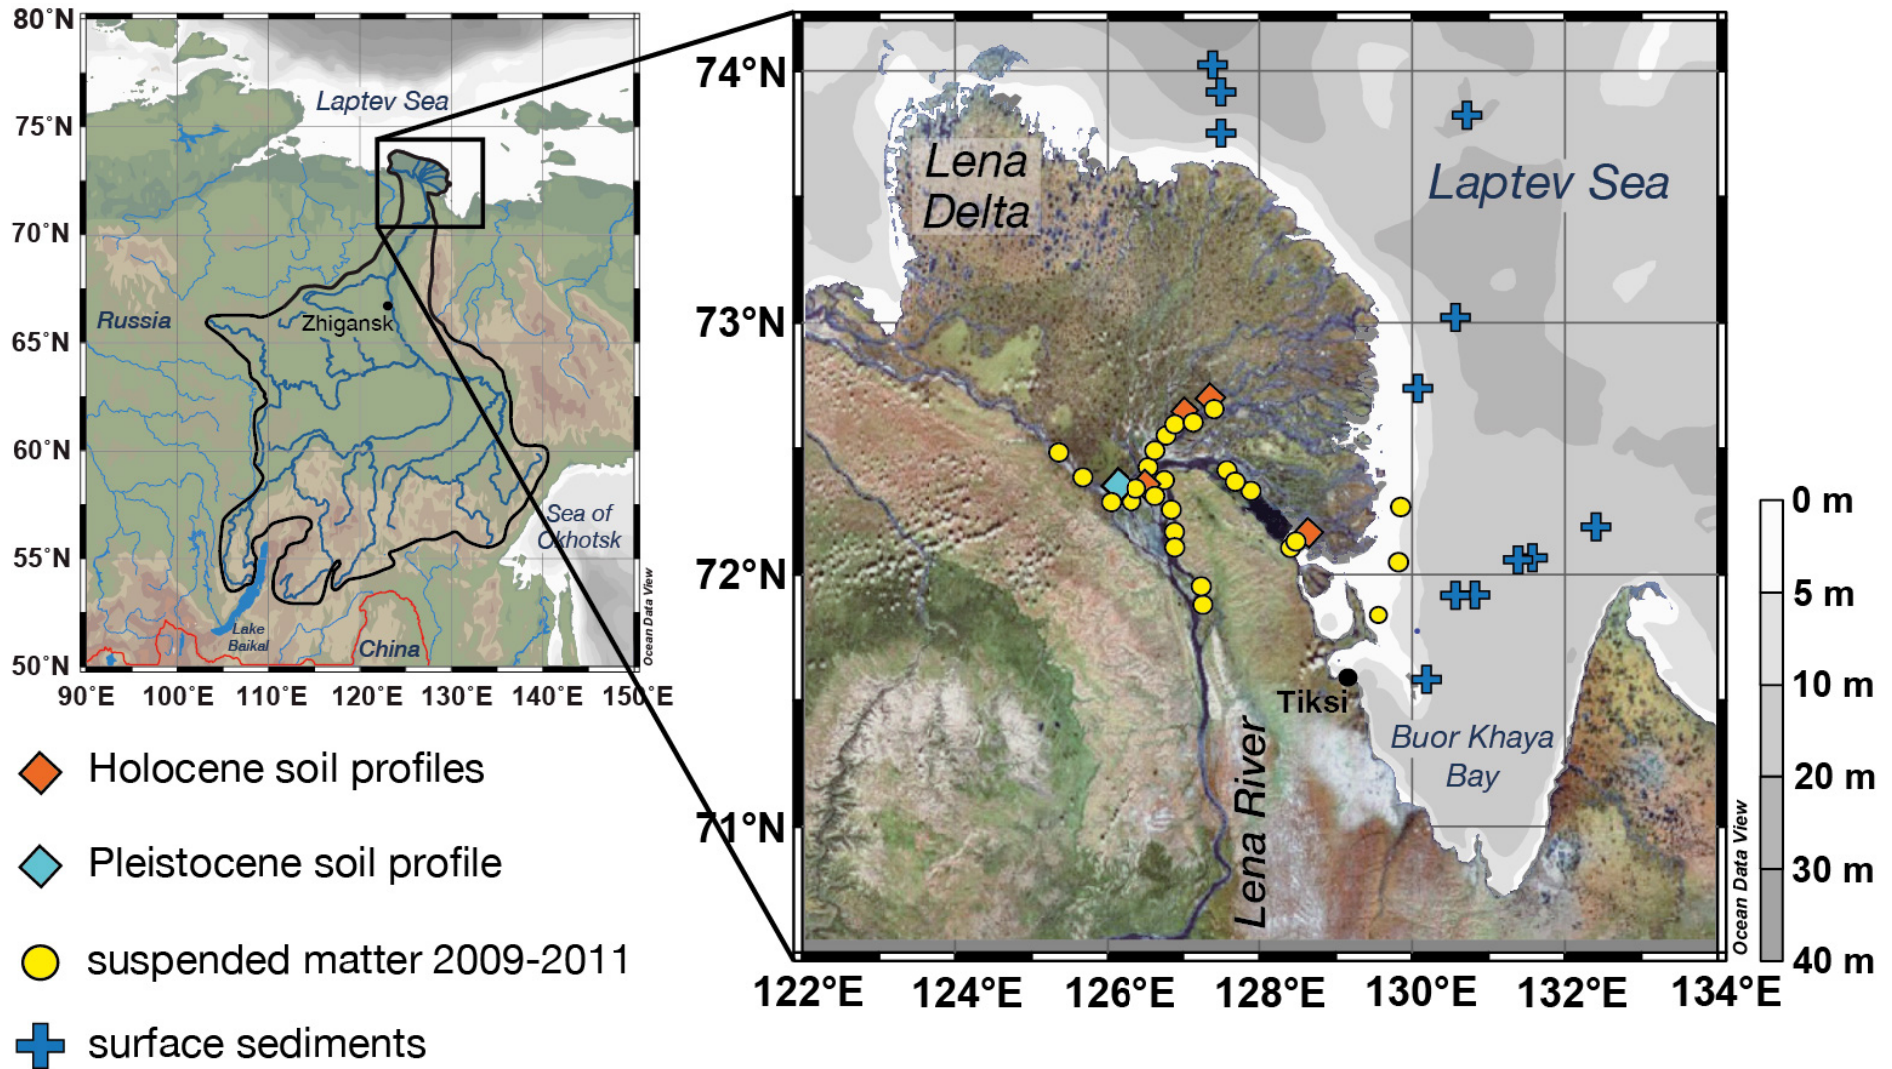 80°N
75°N
70°N
65°N
60°N
55°N
50°N
90°E 100°E 110°E 120°E 130°E 140°E 150°E
Laptev Sea
Russia
Zhigansk
Sea of
Okhotsk
Lake
Baikal
China
Ocean Data View
Holocene soil profiles
Pleistocene soil profile
suspended matter 2009-2011
surface sediments
74°N
73°N
72°N
71°N
122°E 124°E 126°E 128°E 130°E 132°E 134°E
Lena
Delta
Laptev Sea
Tiksi
Buor Khaya
Bay
Lena River
Ocean Data View
0 m
5 m
10 m
20 m
30 m
40 m